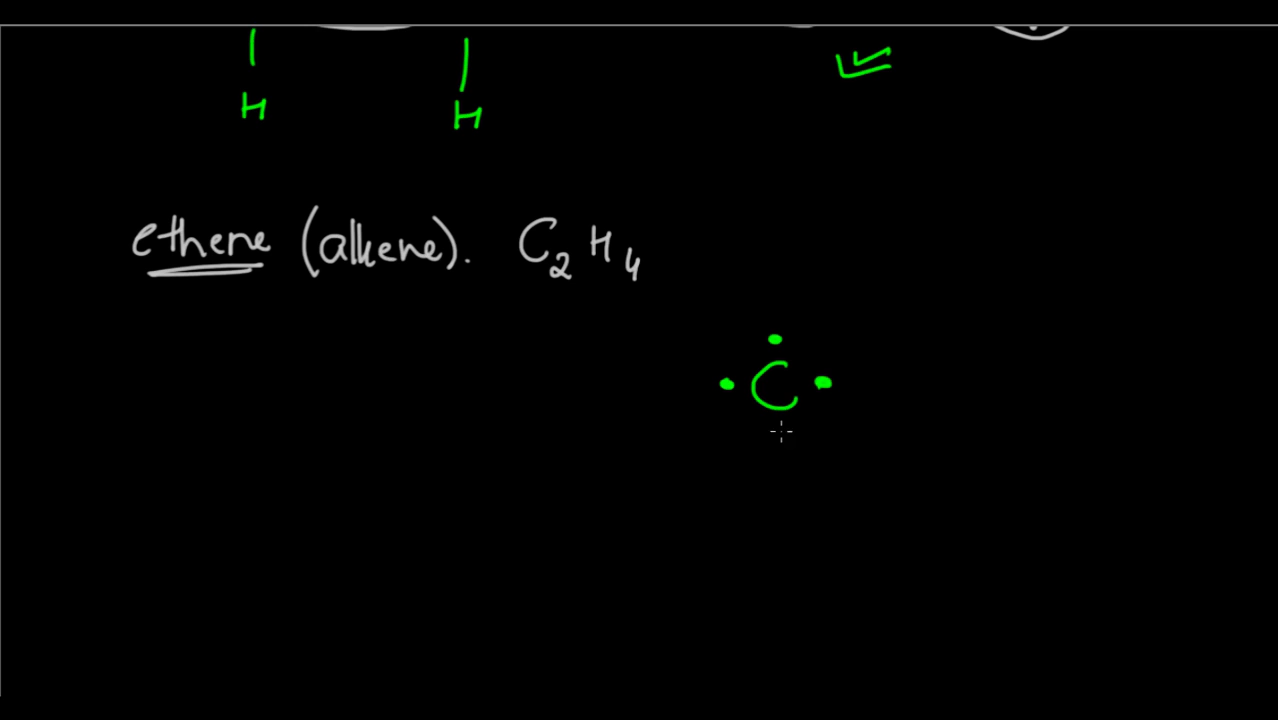 H H
ethene (alkene). C₂H₄
C